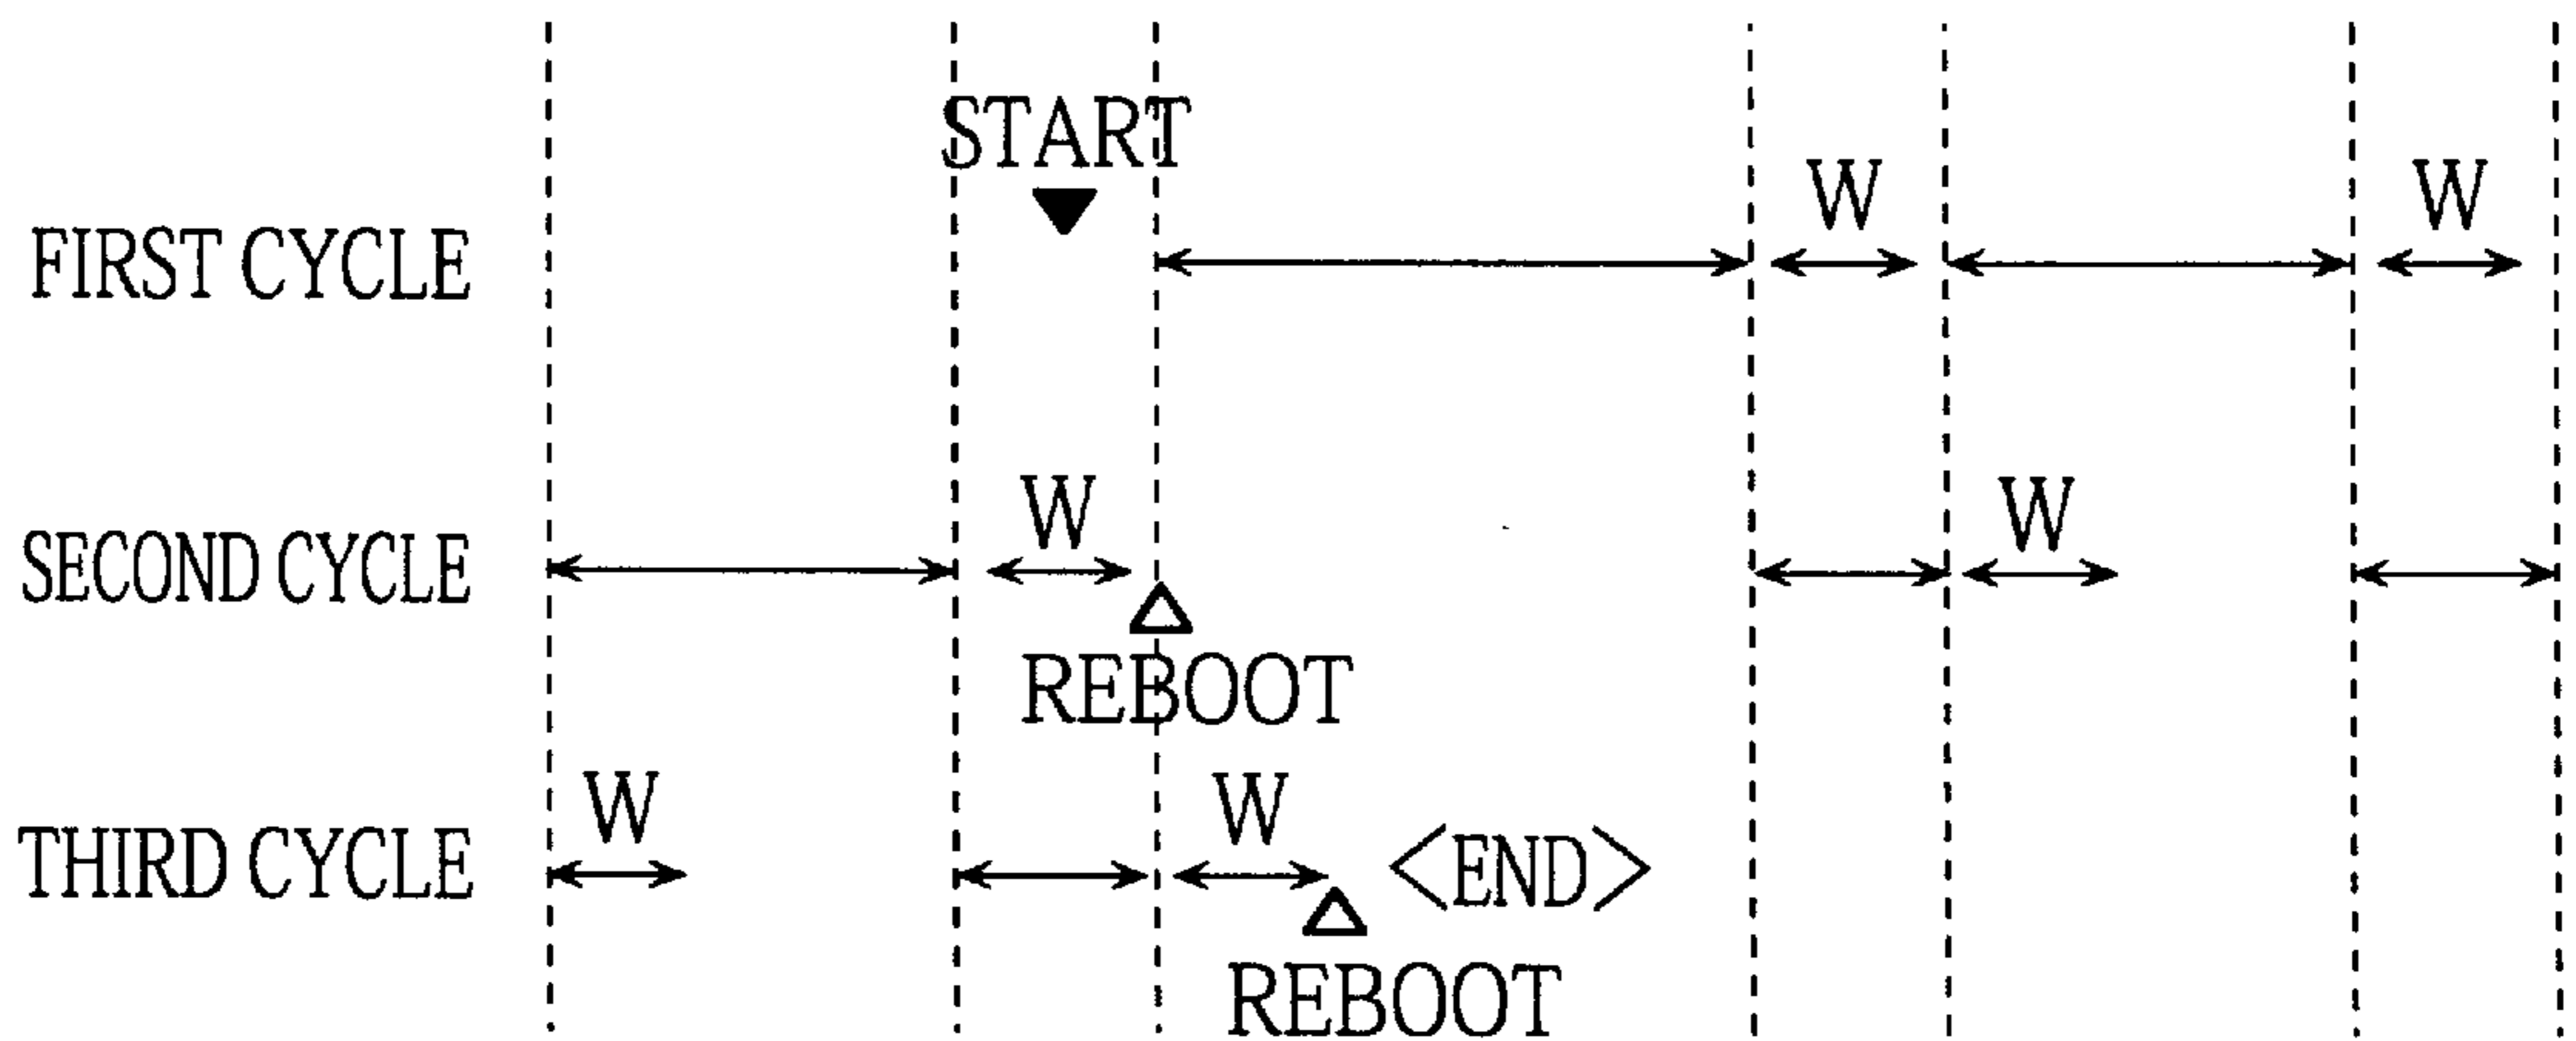 START
W W
FIRST CYCLE
W W
SECOND CYCLE
REBOOT
W W
THIRD CYCLE <END>
REBOOT